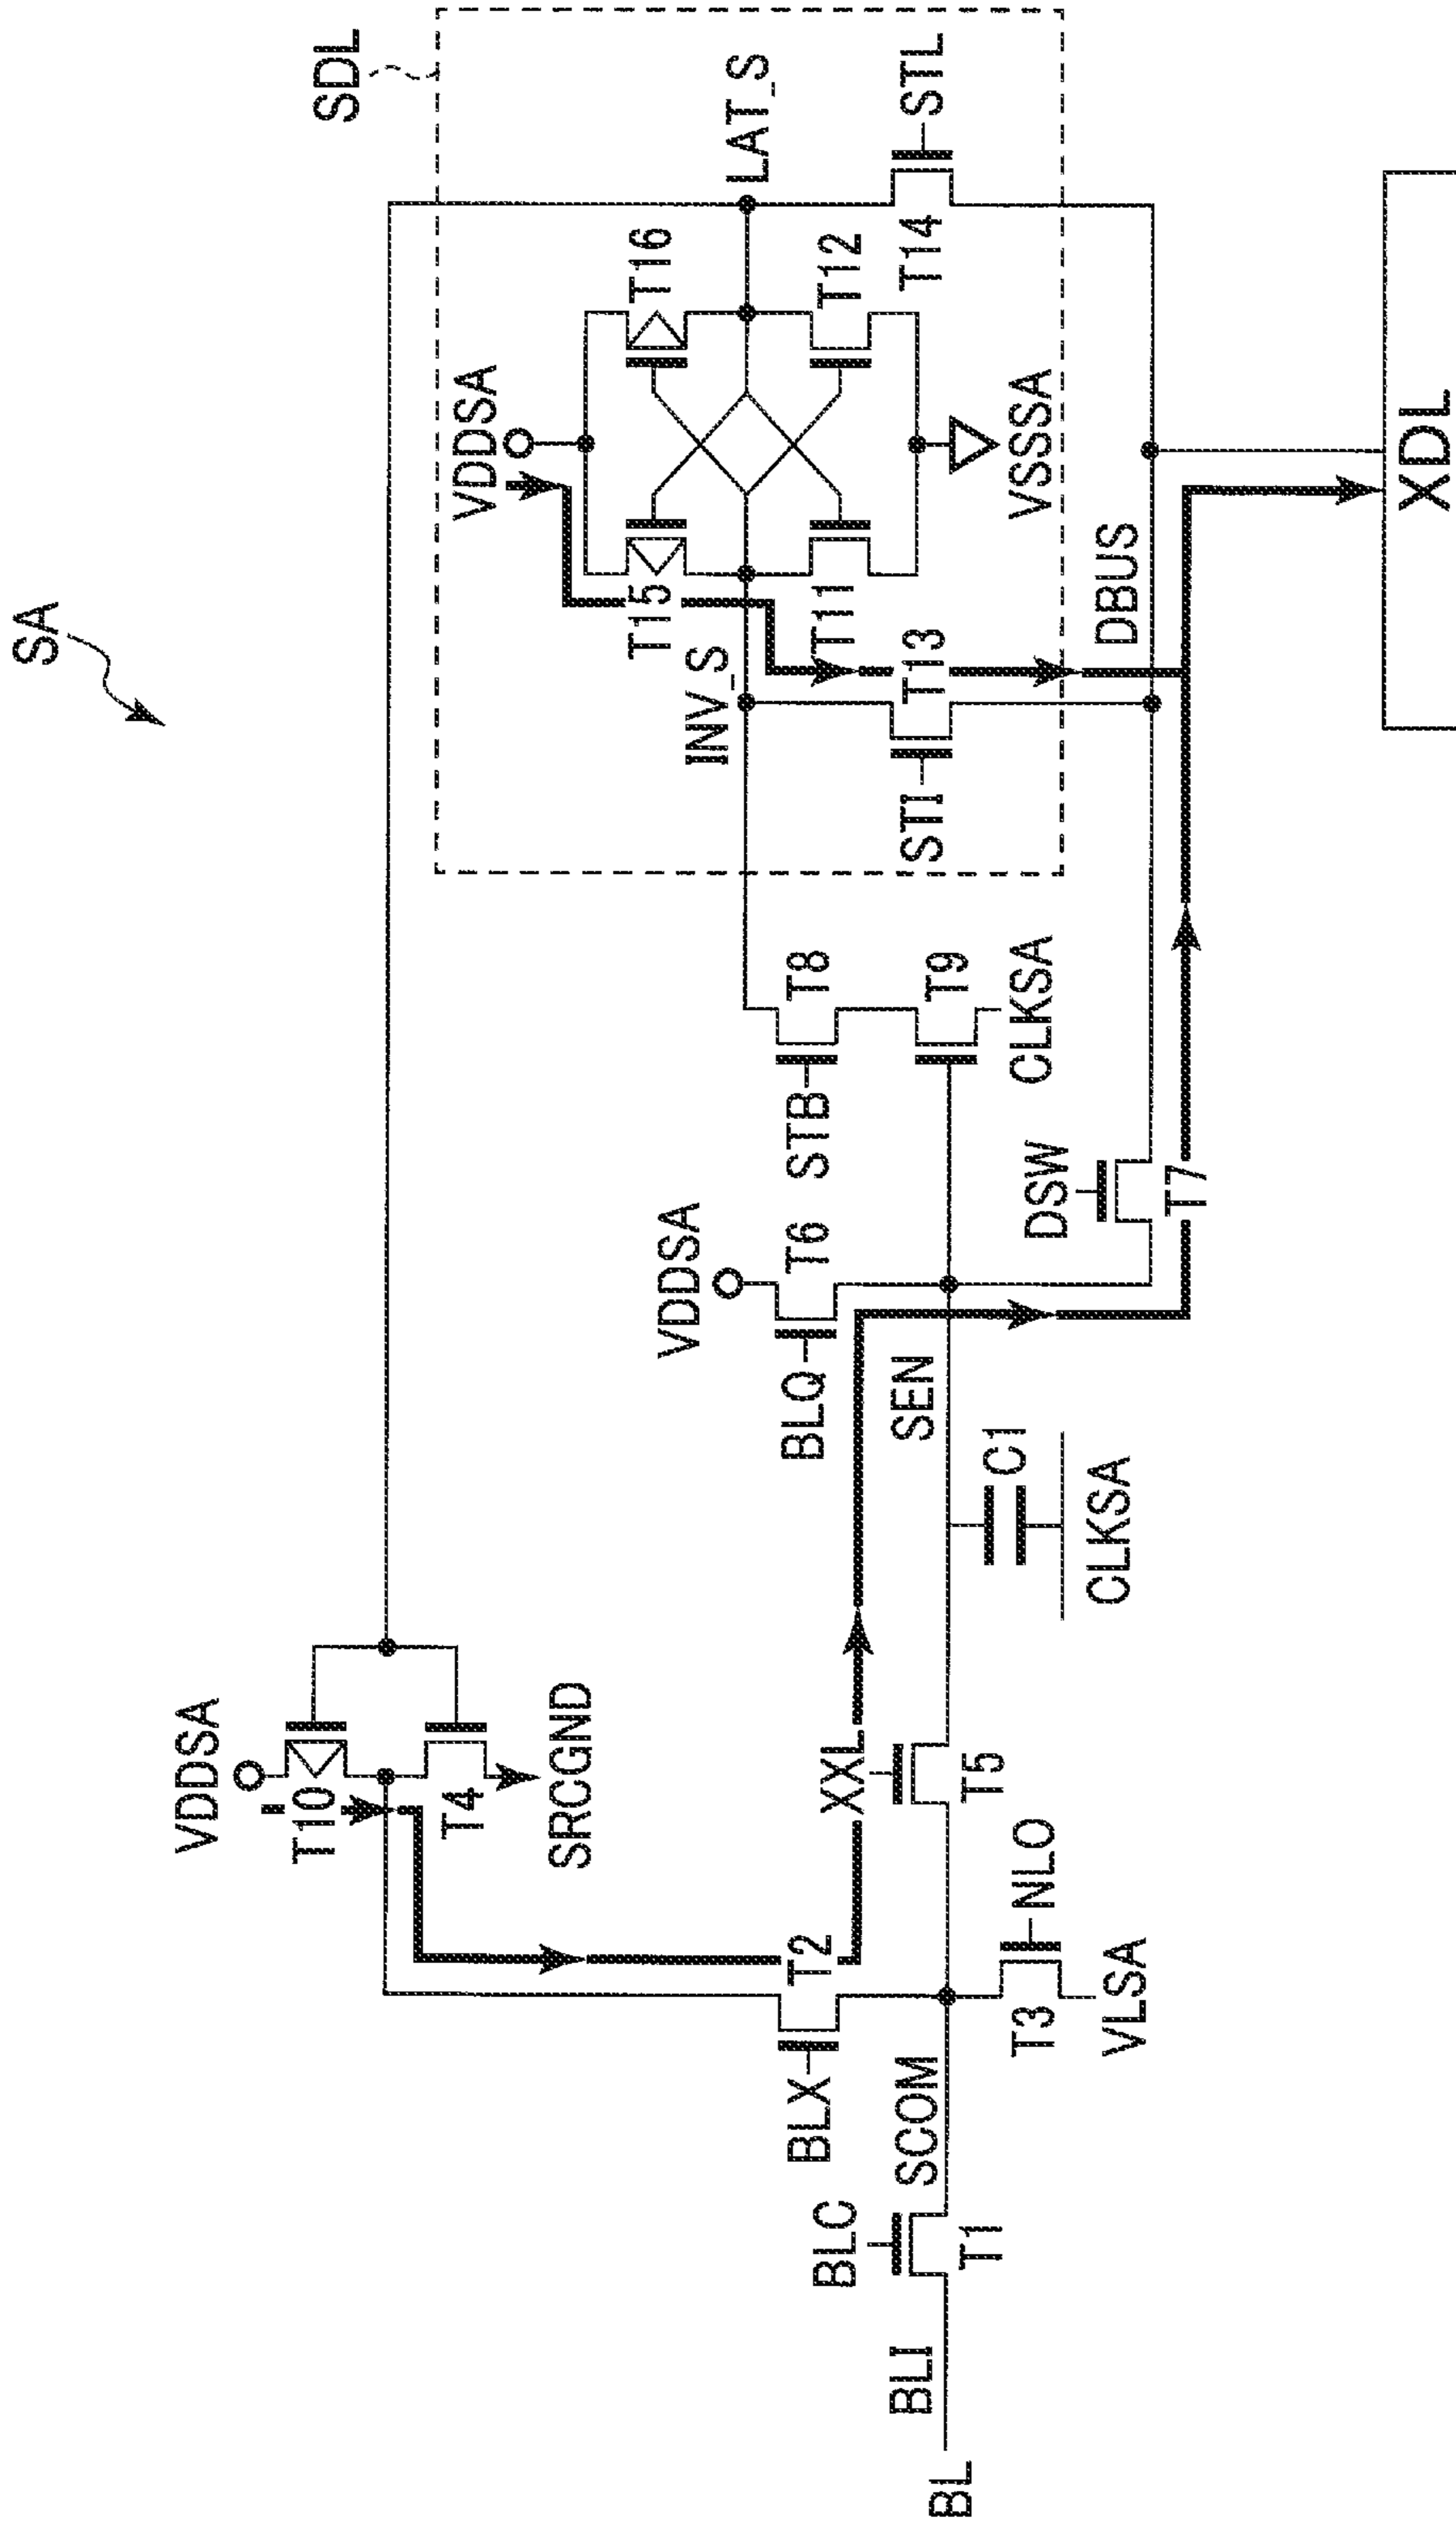 SA
SDL
VDDSA
T10
T4
SRCGND
VDDSA
T15
T16
INV_S
LAT_S
T11
T12
STI
T13
T14
STL
VSSSA
DBUS
XDL
VDDSA
BLQ
T6
STB
T8
T9
CLKSA
SEN
DSW
T7
C1
CLKSA
BLX
T2
XXL
T5
BL
BLI
BLC
T1
SCOM
T3
NLO
VLSA